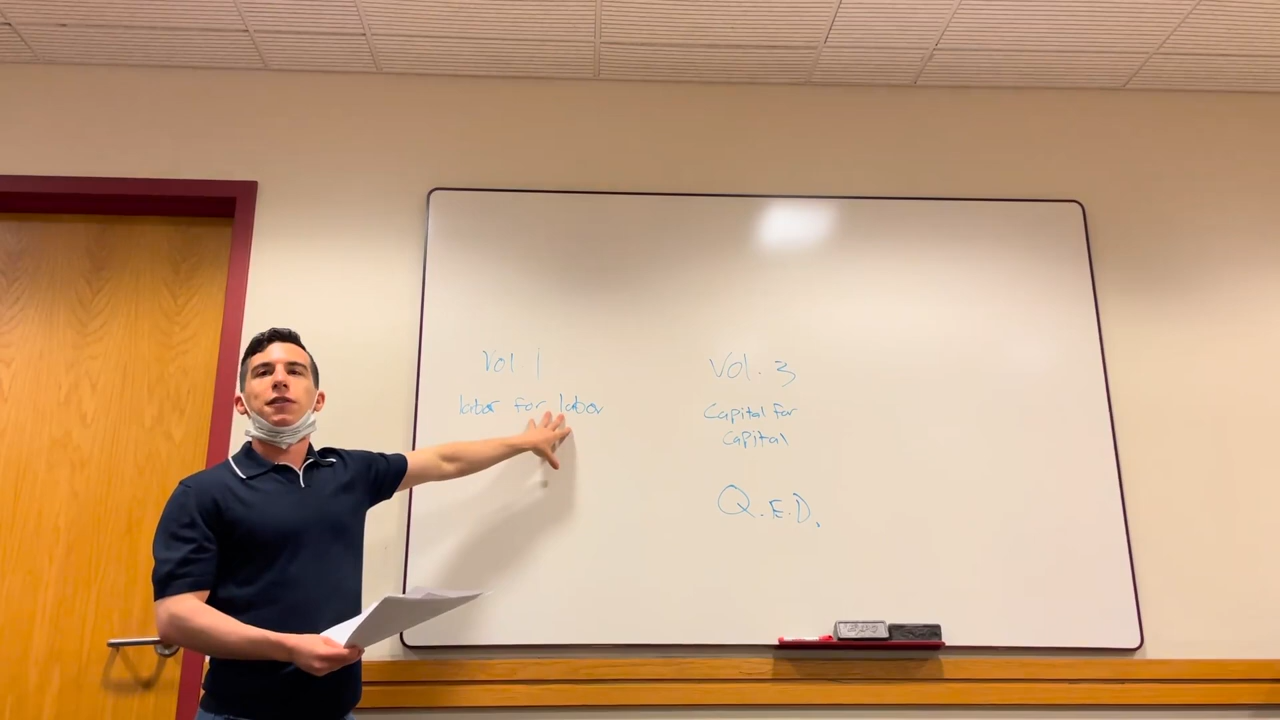 Vol 1
labor for labor
Vol. 3
Capital for
capital
Q.E.D.